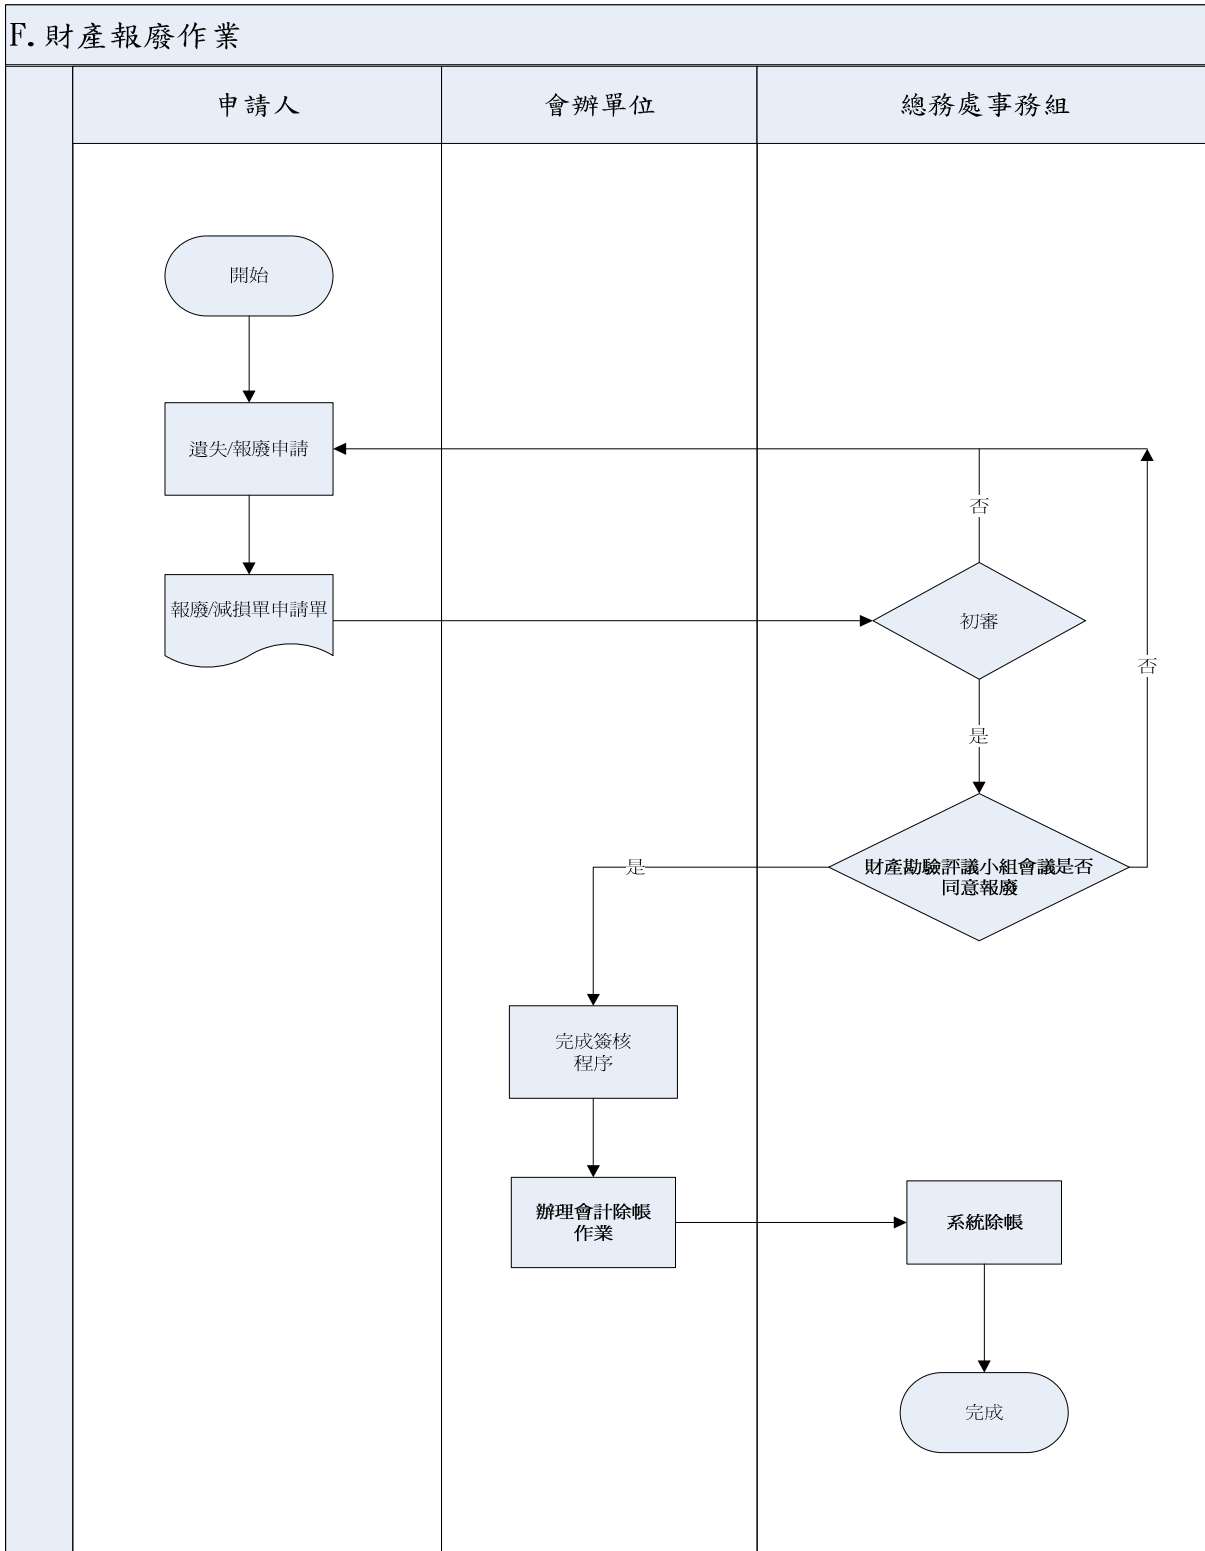 F.財產報廢作業
申請人
會辦單位
總務處事務組
開始
遺失/報廢申請
否
報廢/減損單申請單
初審
否
是
財產勘驗評議小組會議是否
同意報廢
是
完成簽核
程序
辦理會計除帳
作業
系統除帳
完成